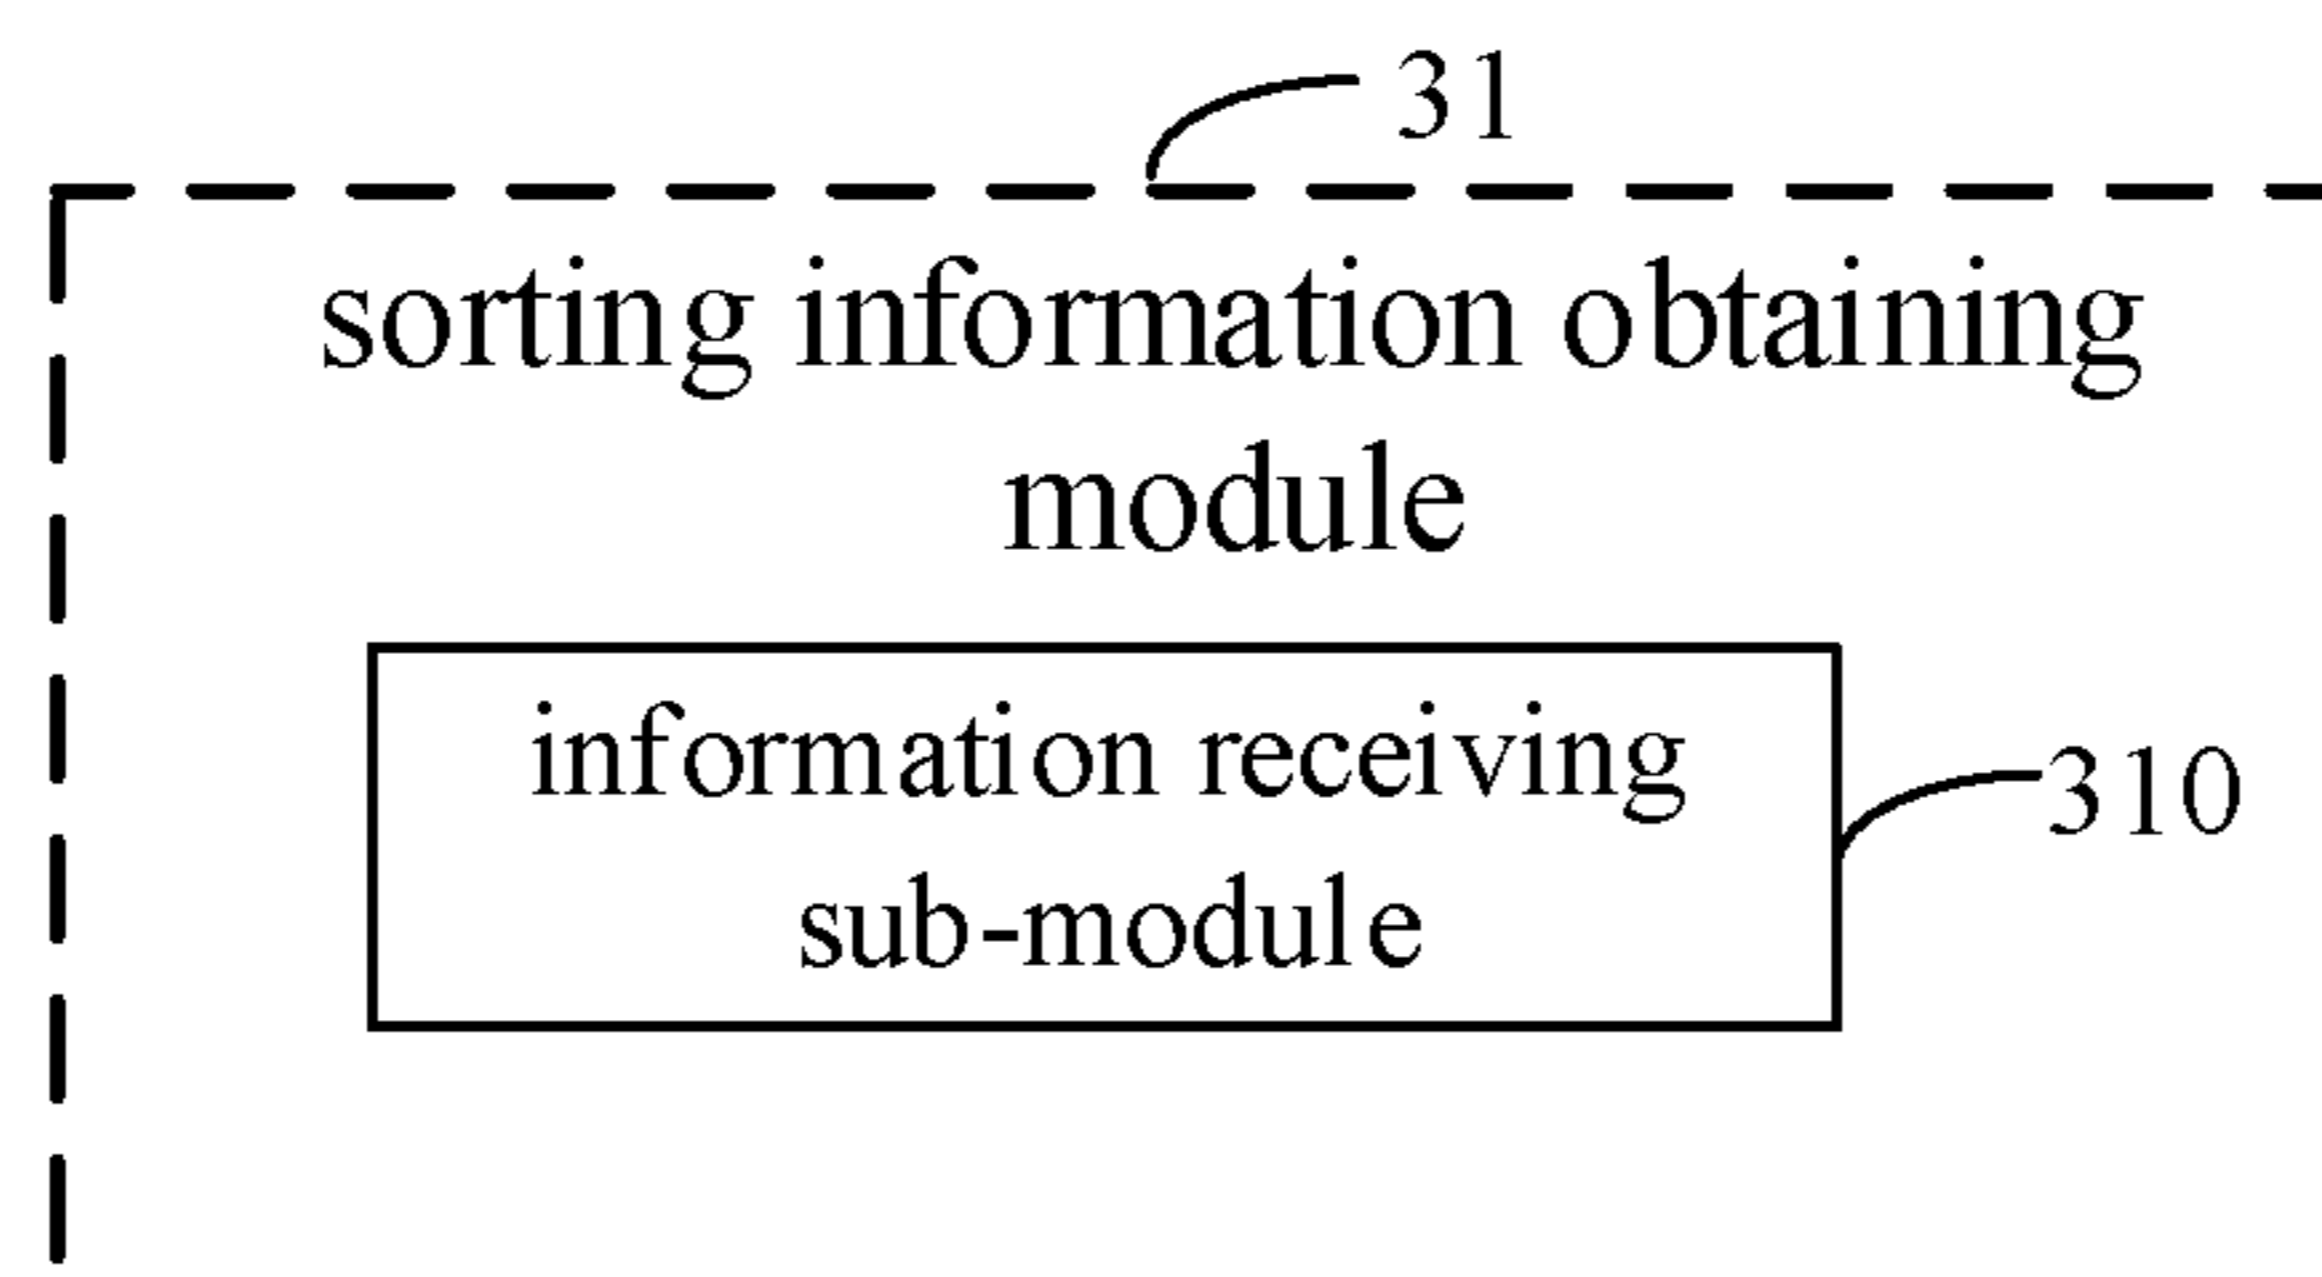 31
sorting information obtaining
module
information receiving
310
sub-module